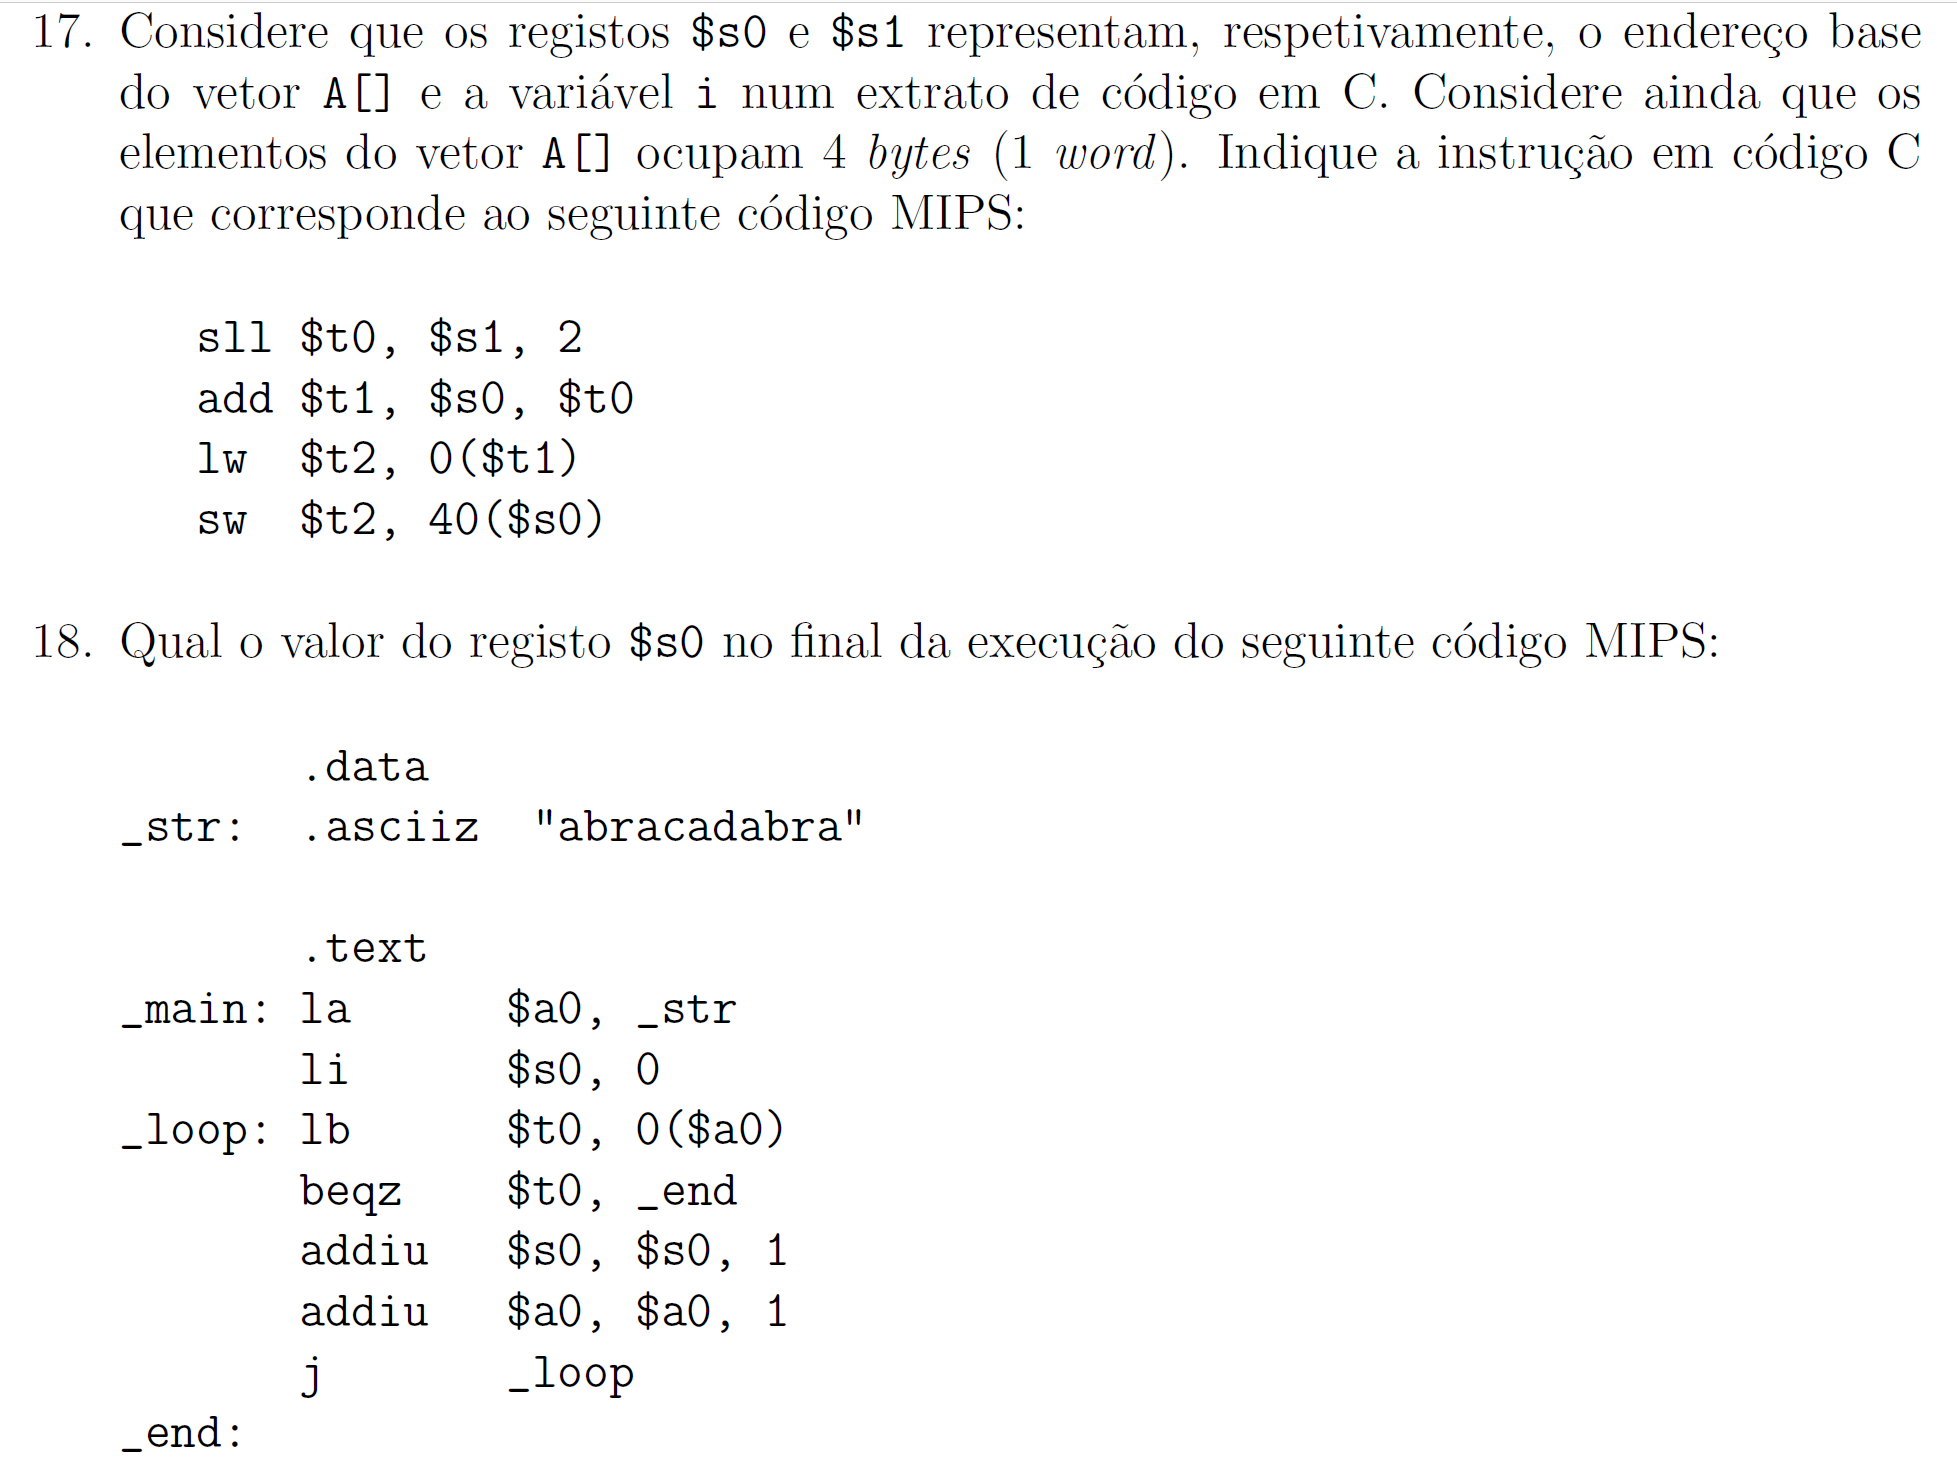 17. Considere que os registos $s0 e $s1 representam, respetivamente, o endereço base
do vetor A[] e a variável i num extrato de código em C. Considere ainda que os
elementos do vetor A[] ocupam 4 bytes (1 word). Indique a instrução em código C
que corresponde ao seguinte código MIPS:
sll $t0, $s1, 2
add $t1, $s0, $t0
lw $t2, 0($t1)
sw $t2, 40($s0)
18. Qual o valor do registo $s0 no final da execução do seguinte código MIPS:
.data
_str: .asciiz "abracadabra"
.text
_main: la $a0, _str
li $s0, 0
_loop: lb $t0, 0($a0)
beqz $t0, _end
addiu $s0, $s0, 1
addiu $a0, $a0, 1
j _loop
_end: